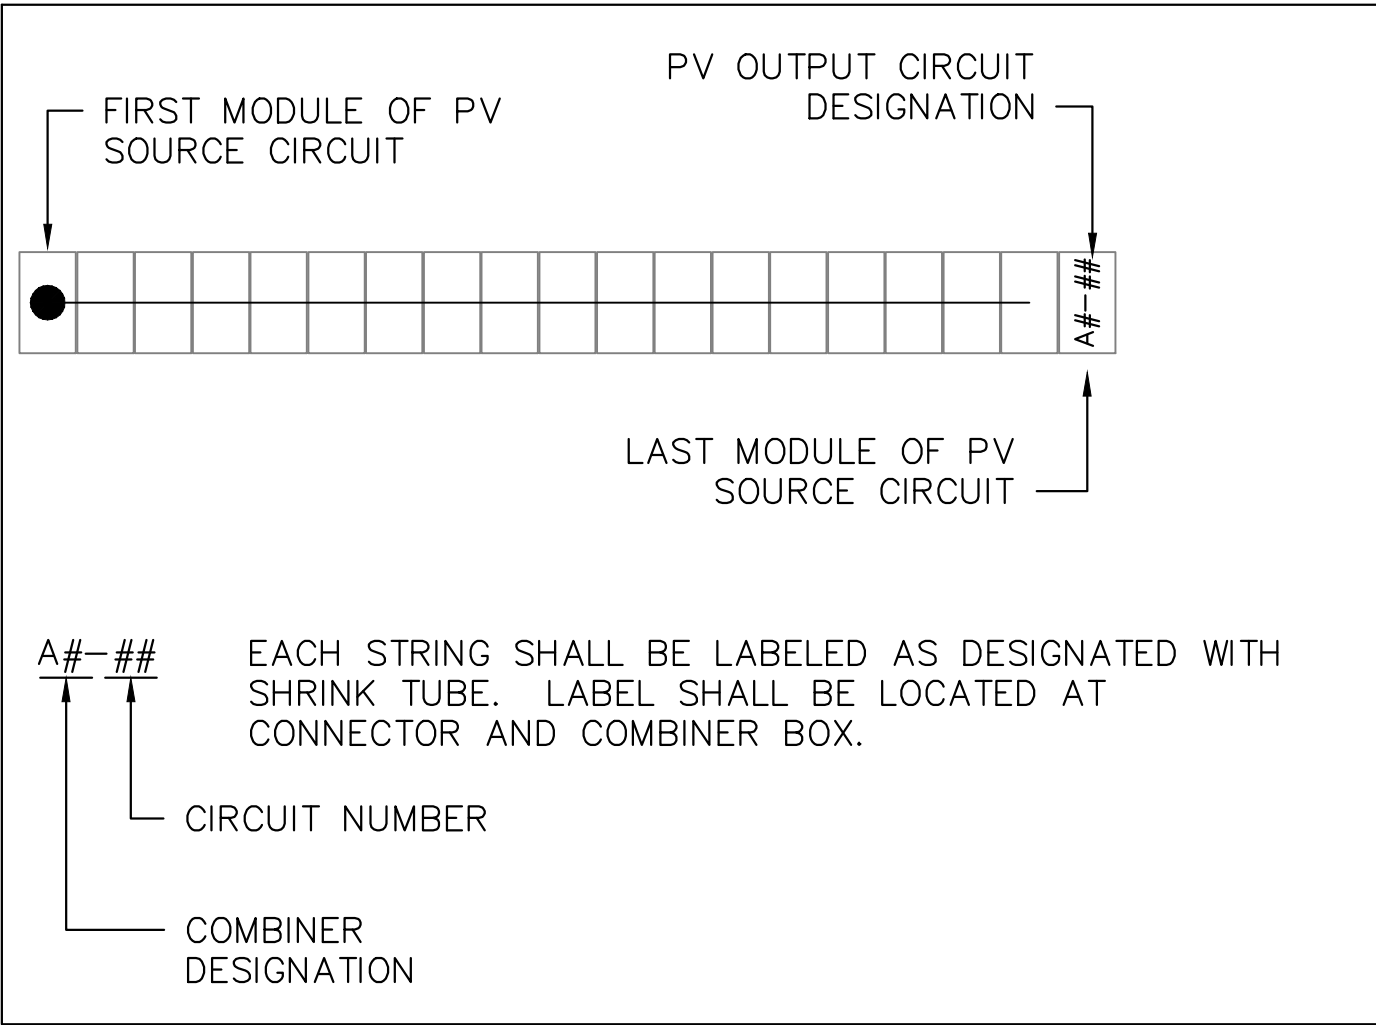 PV OUTPUT CIRCUIT
DESIGNATION
FIRST MODULE OF PV
SOURCE CIRCUIT
A#-##
LAST MODULE OF PV
SOURCE CIRCUIT
A#-##
EACH STRING SHALL BE LABELED AS DESIGNATED WITH
SHRINK TUBE. LABEL SHALL BE LOCATED AT
CONNECTOR AND COMBINER BOX.
CIRCUIT NUMBER
COMBINER
DESIGNATION